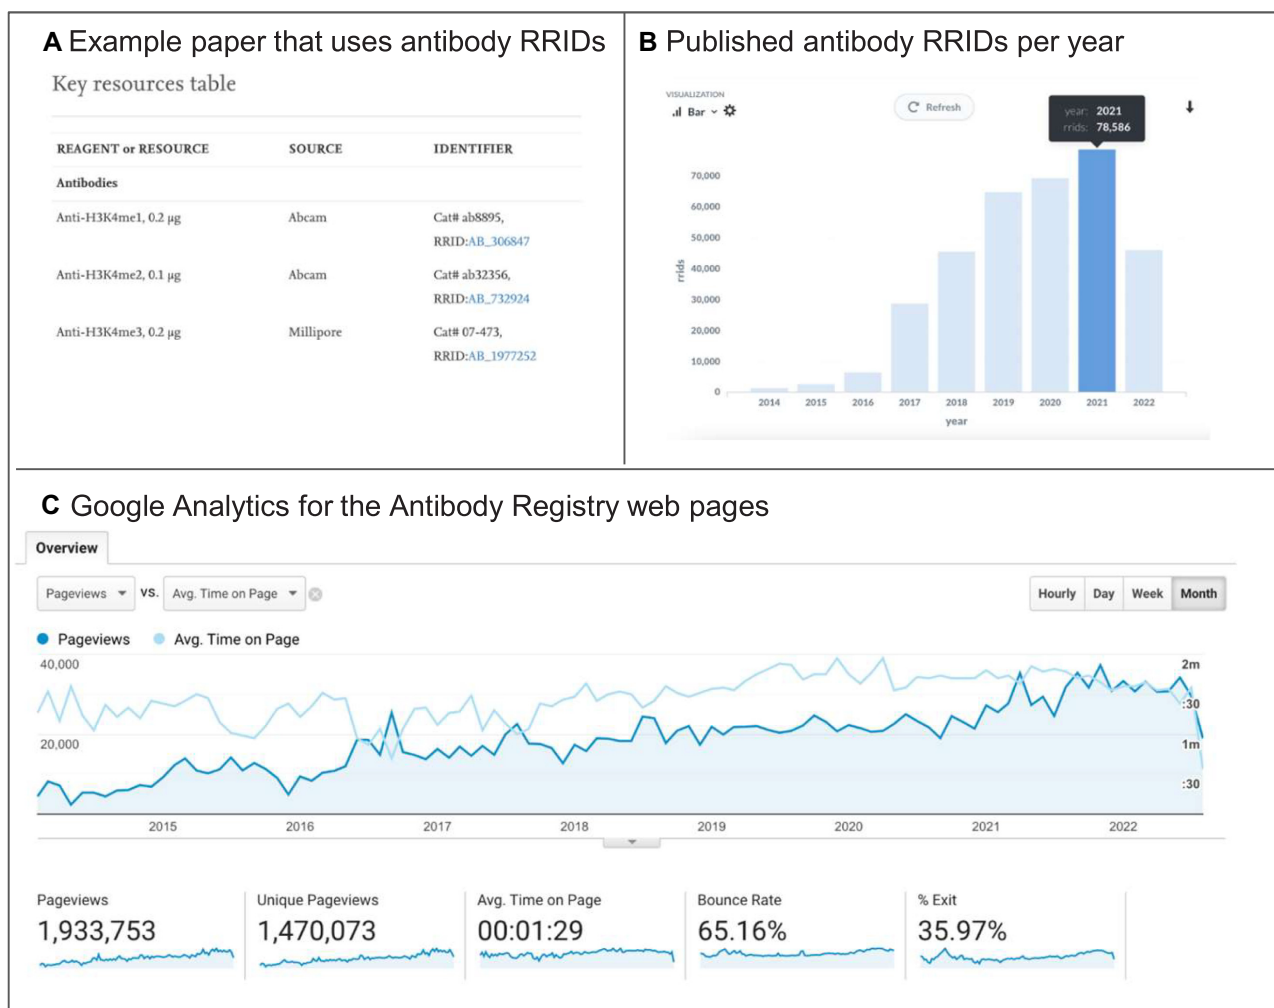 A Example paper that uses antibody RRIDs
Key resources table
REAGENT or RESOURCE SOURCE IDENTIFIER
Antibodies
Anti-H3K4me1, 0.2 µg Abcam Cat# ab8895,
RRID:AB_306847
Anti-H3K4me2, 0.1 µg Abcam Cat# ab32356,
RRID:AB_732924
Anti-H3K4me3, 0.2 µg Millipore Cat# 07-473,
RRID:AB_1977252
B Published antibody RRIDs per year
VISUALIZATION
Bar
Refresh
year: 2021
rrids: 78,586
70,000
60,000
50,000
40,000
30,000
20,000
10,000
0
rrids
2014 2015 2016 2017 2018 2019 2020 2021 2022
year
C Google Analytics for the Antibody Registry web pages
Overview
Pageviews VS. Avg. Time on Page
Hourly Day Week Month
Pageviews Avg. Time on Page
40,000 2m
:30
20,000 1m
:30
2015 2016 2017 2018 2019 2020 2021 2022
Pageviews Unique Pageviews Avg. Time on Page Bounce Rate % Exit
1,933,753 1,470,073 00:01:29 65.16% 35.97%